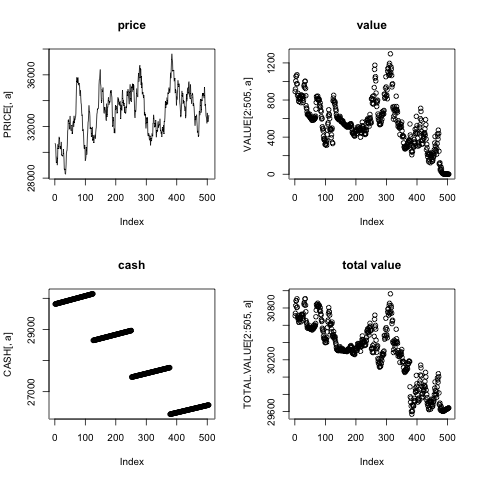 price
PRICE[, a]
28000 32000 36000
0 100 200 300 400 500
Index
value
VALUE[2:505, a]
0 400 800 1200
0 100 200 300 400 500
Index
cash
CASH[, a]
27000 29000
0 100 200 300 400 500
Index
total value
TOTAL.VALUE[2:505, a]
29600 30200 30800
0 100 200 300 400 500
Index